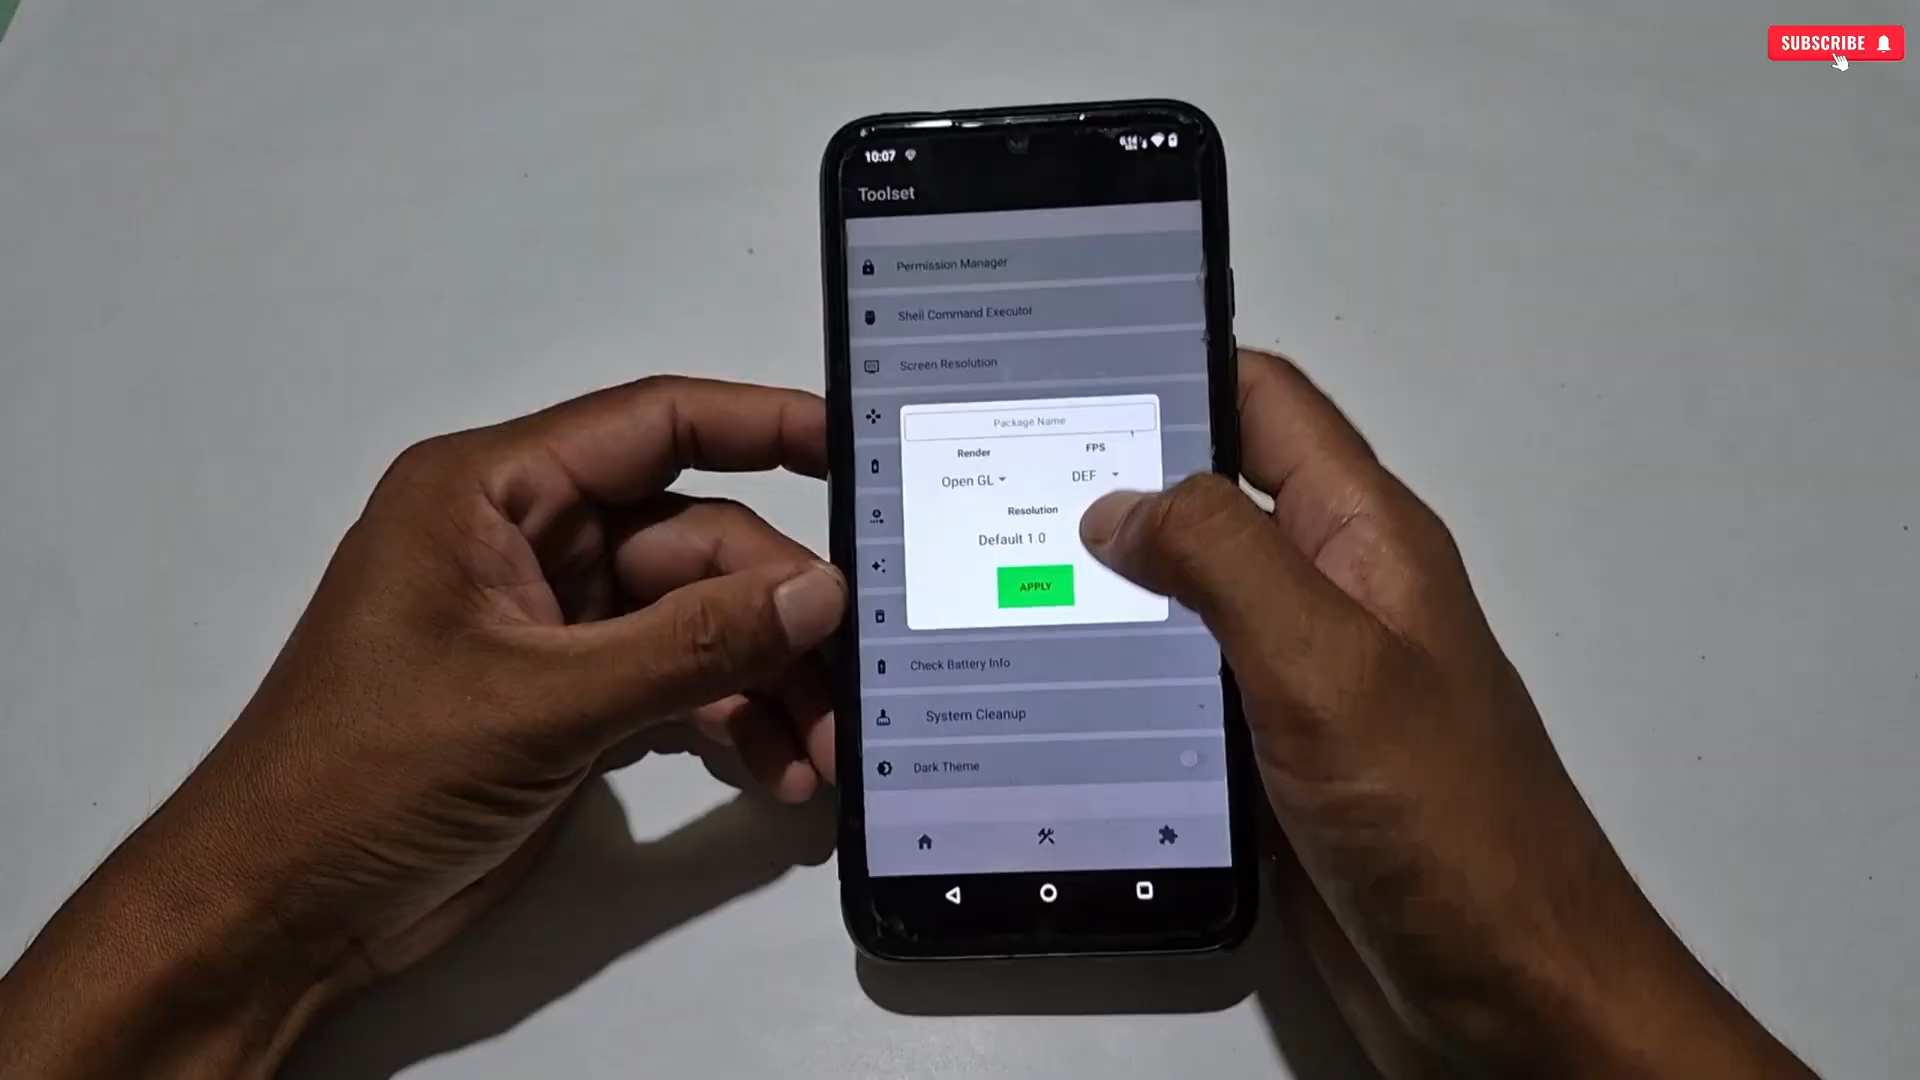 SUBSCRIBE
10:07
Toolset
Permission Manager
Shell Command Executor
Screen Resolution
Package Name
Render
FPS
Open GL
DEF
Resolution
Default 1.0
APPLY
Check Battery Info
System Cleanup
Dark Theme